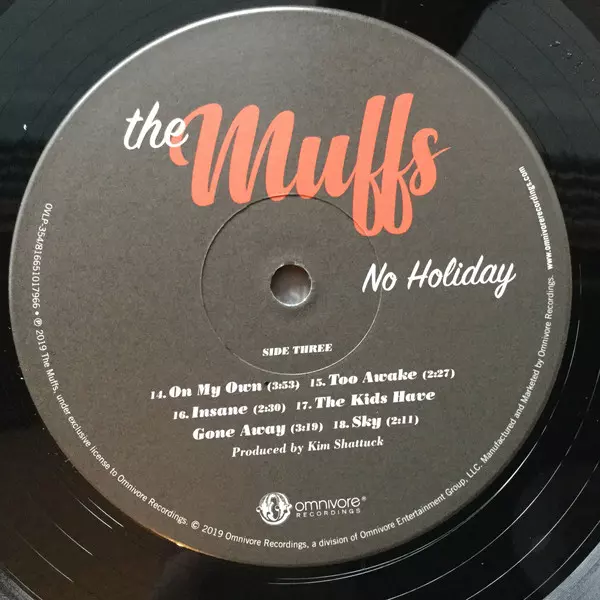 the Muffs
No Holiday
SIDE THREE
14. On My Own (3:53) 15. Too Awake (2:27)
16. Insane (2:30) 17. The Kids Have
Gone Away (3:19) 18. Sky (2:11)
Produced by Kim Shattuck
omnivore®
RECORDINGS
OVLP-354/816651017966 • ℗ 2019 The Muffs, under exclusive license to Omnivore Recordings. © 2019 Omnivore Recordings, a division of Omnivore Entertainment Group, LLC. Manufactured and Marketed by Omnivore Recordings.
www.omnivorerecordings.com